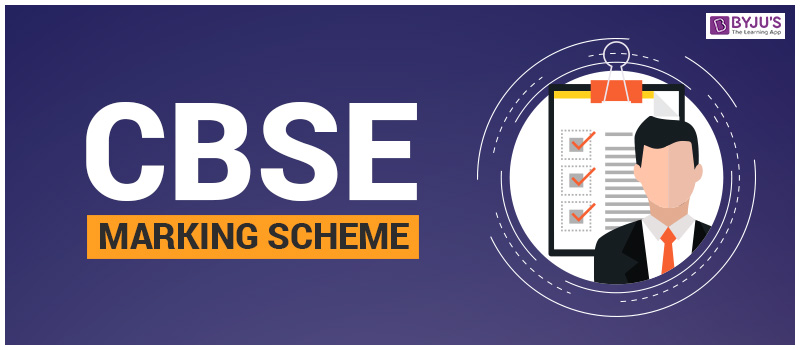 BYJU'S
The Learning App
CBSE
MARKING SCHEME